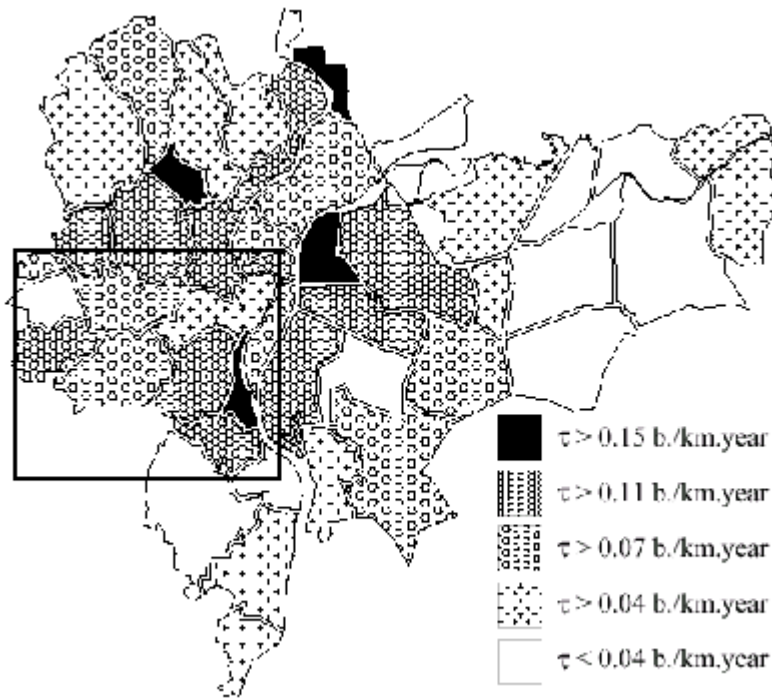 τ > 0.15 b./km.year
τ > 0.11 b./km.year
τ > 0.07 b./km.year
τ > 0.04 b./km.year
τ < 0.04 b./km.year